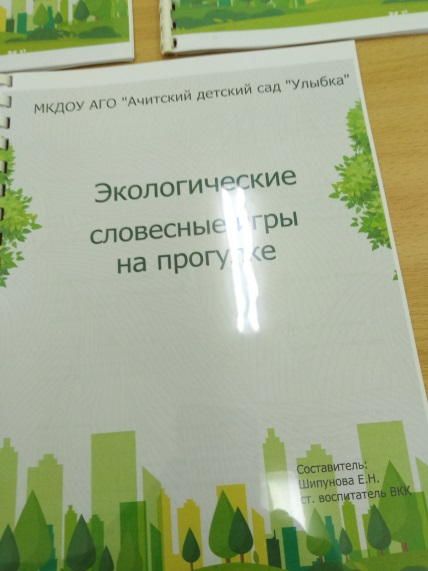 МКДОУ АГО "Ачитский детский сад "Улыбка"
Экологические
словесные игры
на прогулке
Составитель:
Шипунова Е.Н.
ст. воспитатель ВКК